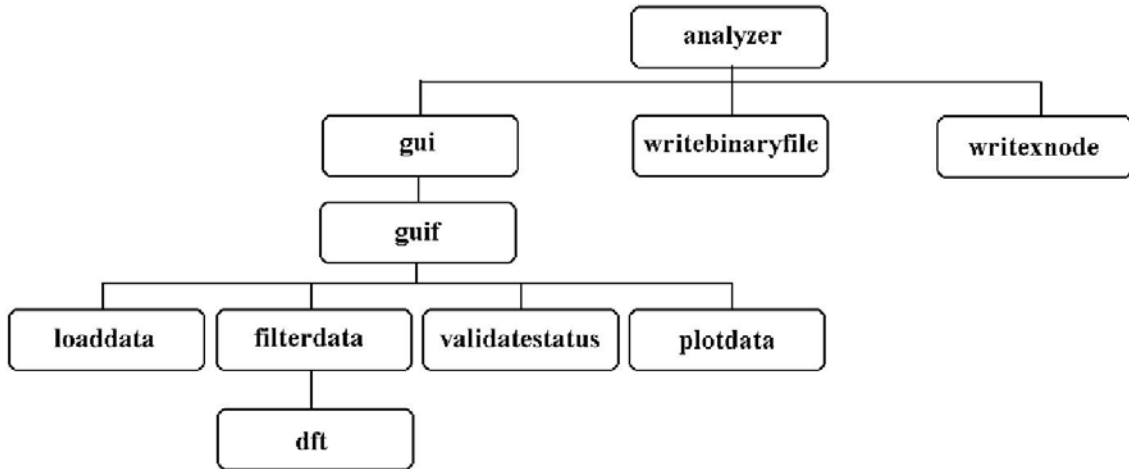 analyzer
gui
writebinaryfile
writexnode
guif
loaddata
filterdata
validatestatus
plotdata
dft